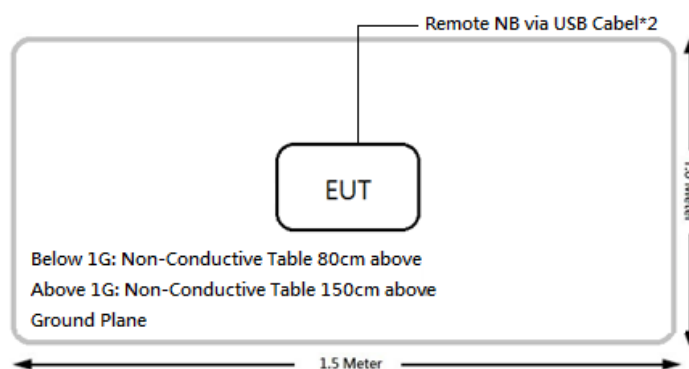 Remote NB via USB Cabel*2
EUT
Below 1G: Non-Conductive Table 80cm above
Above 1G: Non-Conductive Table 150cm above
Ground Plane
1.5 Meter